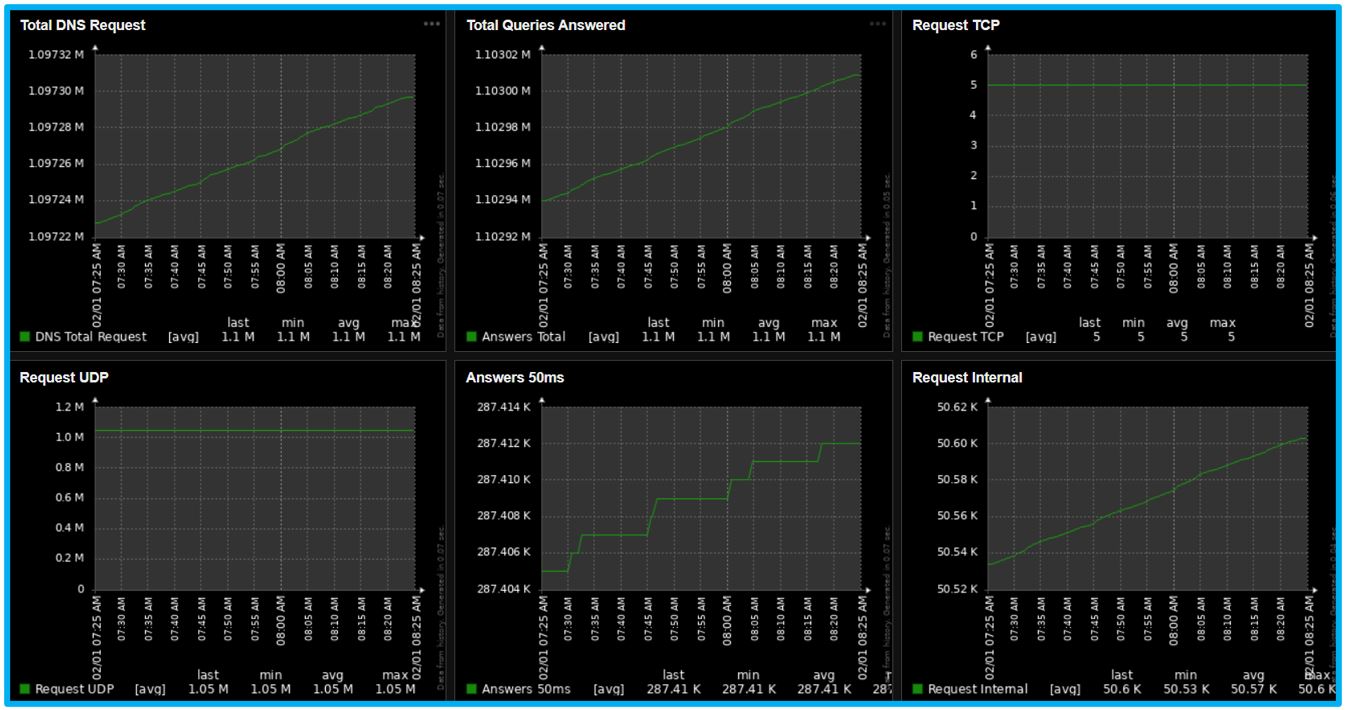 Total DNS Request
1.09732 M
1.09730 M
1.09728 M
1.09726 M
1.09724 M
1.09722 M
02/01 07:25 AM
07:30 AM
07:35 AM
07:40 AM
07:45 AM
07:50 AM
07:55 AM
08:00 AM
08:05 AM
08:10 AM
08:15 AM
08:20 AM
02/01 08:25 AM
last min avg max
DNS Total Request [avg] 1.1 M 1.1 M 1.1 M 1.1 M
Data from history. Generated in 0.07 sec.
Total Queries Answered
1.10302 M
1.10300 M
1.10298 M
1.10296 M
1.10294 M
1.10292 M
02/01 07:25 AM
07:30 AM
07:35 AM
07:40 AM
07:45 AM
07:50 AM
07:55 AM
08:00 AM
08:05 AM
08:10 AM
08:15 AM
08:20 AM
02/01 08:25 AM
last min avg max
Answers Total [avg] 1.1 M 1.1 M 1.1 M 1.1 M
Data from history. Generated in 0.05 sec.
Request TCP
6
5
4
3
2
1
0
02/01 07:25 AM
07:30 AM
07:35 AM
07:40 AM
07:45 AM
07:50 AM
07:55 AM
08:00 AM
08:05 AM
08:10 AM
08:15 AM
08:20 AM
02/01 08:25 AM
last min avg max
Request TCP [avg] 5 5 5 5
Data from history. Generated in sec.
Request UDP
1.2 M
1.0 M
0.8 M
0.6 M
0.4 M
0.2 M
0
02/01 07:25 AM
07:30 AM
07:35 AM
07:40 AM
07:45 AM
07:50 AM
07:55 AM
08:00 AM
08:05 AM
08:10 AM
08:15 AM
08:20 AM
02/01 08:25 AM
last min avg max
Request UDP [avg] 1.05 M 1.05 M 1.05 M 1.05 M
Data from history. Generated in 0.07 sec.
Answers 50ms
287.414 K
287.412 K
287.410 K
287.408 K
287.406 K
287.404 K
02/01 07:25 AM
07:30 AM
07:35 AM
07:40 AM
07:45 AM
07:50 AM
07:55 AM
08:00 AM
08:05 AM
08:10 AM
08:15 AM
08:20 AM
02/01 08:25 AM
last min avg
Answers 50ms [avg] 287.41 K 287.41 K 287.41 K 287
Data from history. Generated in sec.
Request Internal
50.62 K
50.60 K
50.58 K
50.56 K
50.54 K
50.52 K
02/01 07:25 AM
07:30 AM
07:35 AM
07:40 AM
07:45 AM
07:50 AM
07:55 AM
08:00 AM
08:05 AM
08:10 AM
08:15 AM
08:20 AM
02/01 08:25 AM
last min avg max
Request Internal [avg] 50.6 K 50.53 K 50.57 K 50.6 K
Data from history. Generated in sec.